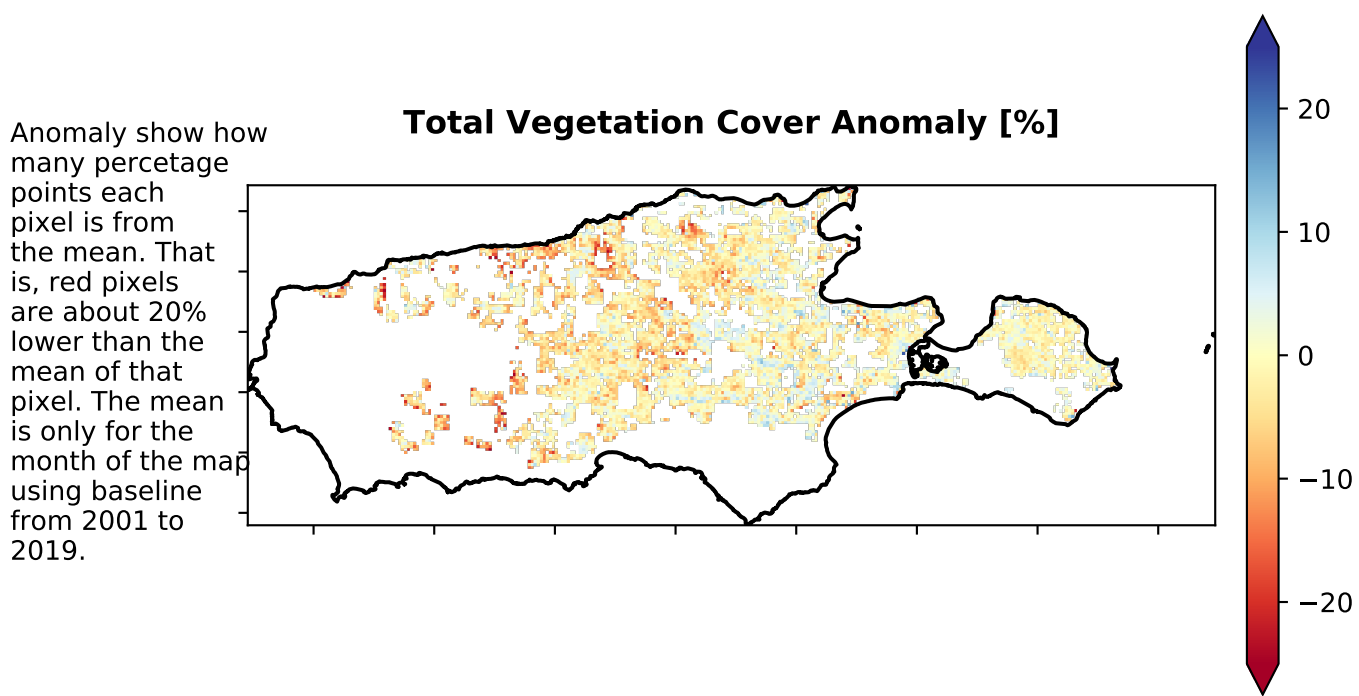 Total Vegetation Cover Anomaly [%]
Anomaly show how
many percetage
points each
pixel is from
the mean. That
is, red pixels
are about 20%
lower than the
mean of that
pixel. The mean
is only for the
month of the map
using baseline
from 2001 to
2019.
20
10
0
−10
−20